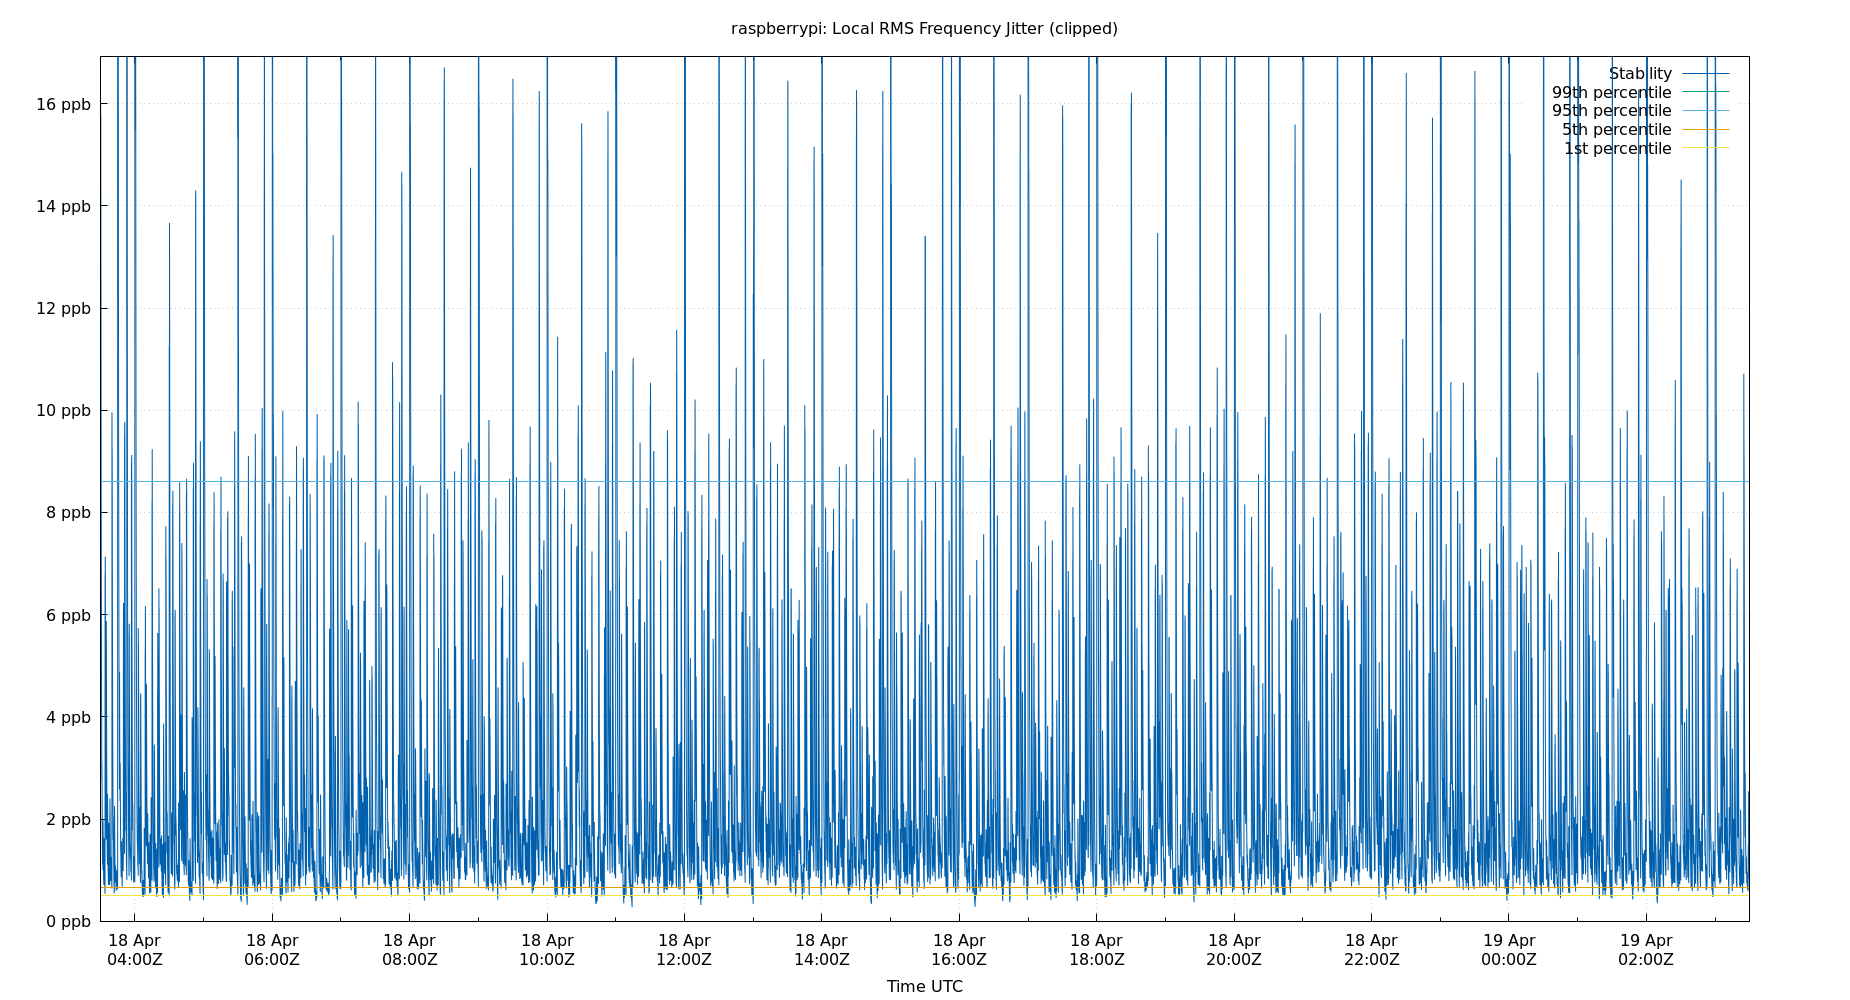 raspberrypi: Local RMS Frequency Jitter (clipped)
Stability
99th percentile
95th percentile
5th percentile
1st percentile
16 ppb
14 ppb
12 ppb
10 ppb
8 ppb
6 ppb
4 ppb
2 ppb
0 ppb
18 Apr 18 Apr 18 Apr 18 Apr 18 Apr 18 Apr 18 Apr 18 Apr 18 Apr 18 Apr 19 Apr 19 Apr
04:00Z 06:00Z 08:00Z 10:00Z 12:00Z 14:00Z 16:00Z 18:00Z 20:00Z 22:00Z 00:00Z 02:00Z
Time UTC